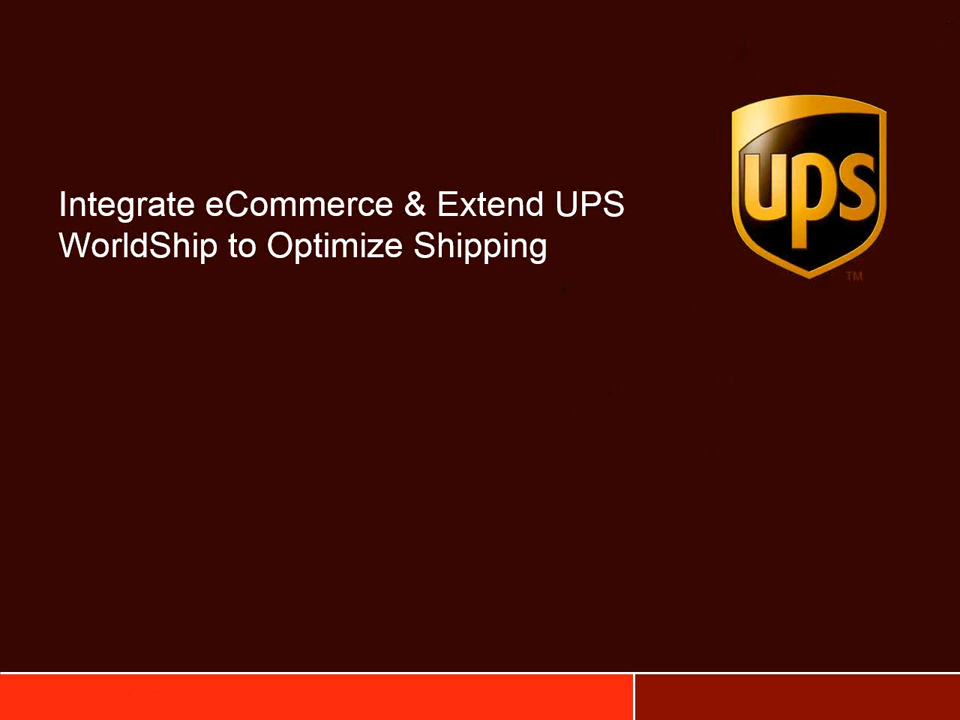 Integrate eCommerce & Extend UPS
WorldShip to Optimize Shipping
ups
TM